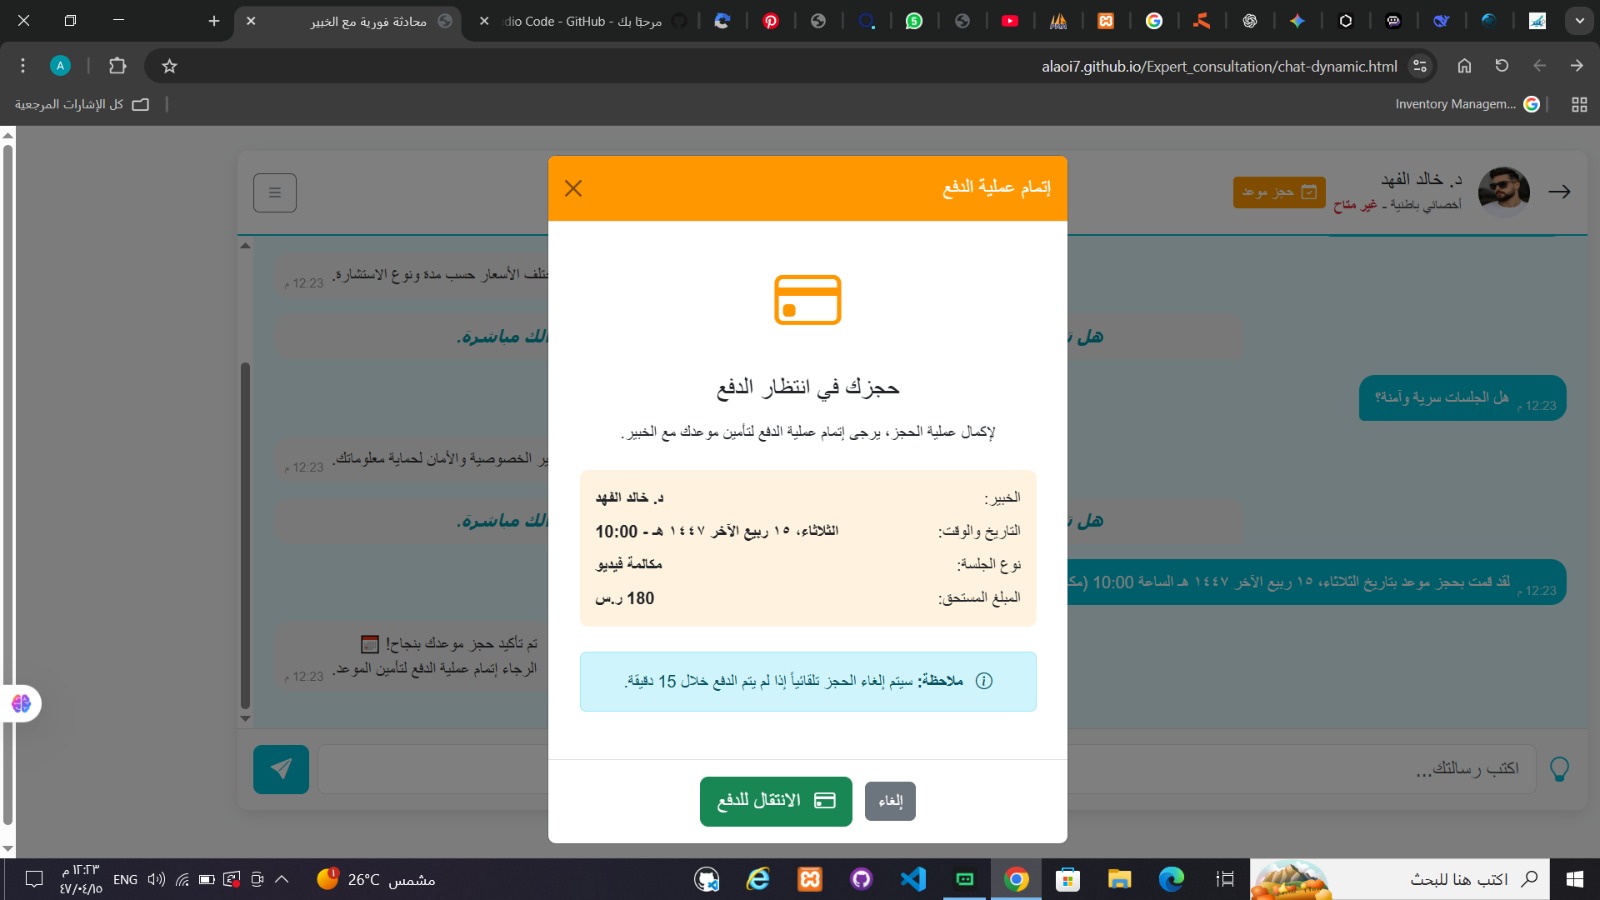 محادثة فورية مع الخبير
dio Code - GitHub - مرحبًا بك
alaoi7.github.io/Expert_consultation/chat-dynamic.html
A
Inventory Managem...
كل الإشارات المرجعية
د. خالد الفهد
أخصائي باطنية - غير متاح
حجز موعد
ختلف الأسعار حسب مدة ونوع الاستشارة.
12:23 م
هل
الك مباشرة.
هل الجلسات سرية وآمنة؟
12:23 م
ير الخصوصية والأمان لحماية معلوماتك.
12:23 م
هل
الك مباشرة.
لقد قمت بحجز موعد بتاريخ الثلاثاء، ١٥ ربيع الآخر ١٤٤٧ هـ الساعة 10:00 (مك
12:23 م
تم تأكيد حجز موعدك بنجاح!
الرجاء إتمام عملية الدفع لتأمين الموعد.
12:23 م
اكتب رسالتك...
إتمام عملية الدفع
حجزك في انتظار الدفع
لإكمال عملية الحجز، يرجى إتمام عملية الدفع لتأمين موعدك مع الخبير.
الخبير: د. خالد الفهد
التاريخ والوقت: الثلاثاء، ١٥ ربيع الآخر ١٤٤٧ هـ - 10:00
نوع الجلسة: مكالمة فيديو
المبلغ المستحق: 180 ر.س
ملاحظة: سيتم إلغاء الحجز تلقائياً إذا لم يتم الدفع خلال 15 دقيقة.
إلغاء
الانتقال للدفع
اكتب هنا للبحث
مشمس 26°C
ENG
١٢:٢٣ م
٤٧/٠٤/١٥